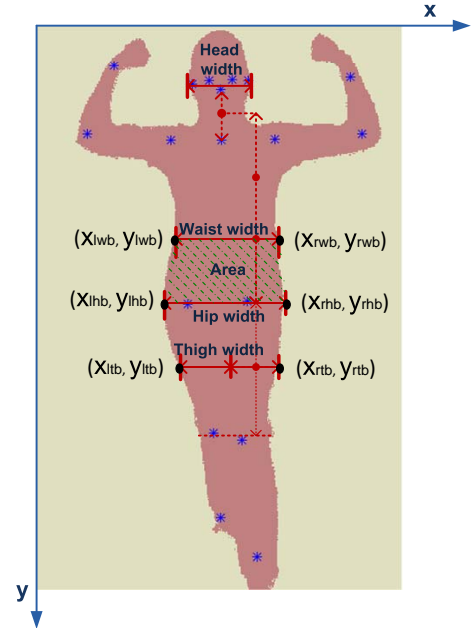 x
Head
width
Waist width
(xlwb, ylwb)
(xrwb, yrwb)
Area
(xlhb, ylhb)
(xrhb, yrhb)
Hip width
Thigh width
(xltb, yltb)
(xrtb, yrtb)
y